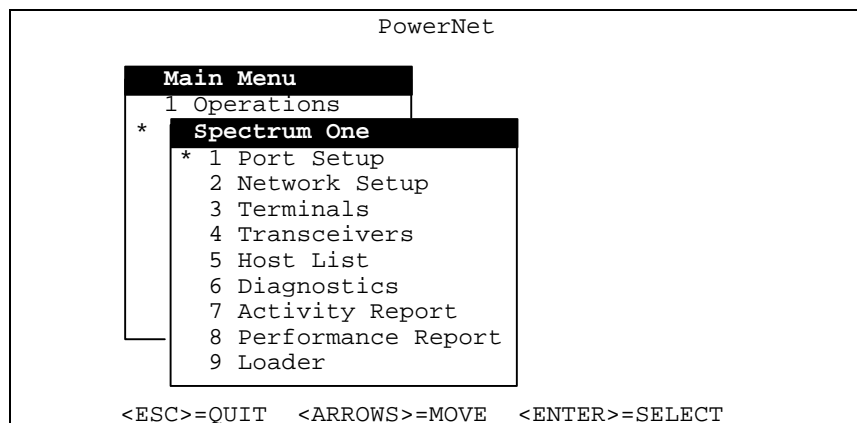 PowerNet
Main Menu
1 Operations
*
Spectrum One
* 1 Port Setup
2 Network Setup
3 Terminals
4 Transceivers
5 Host List
6 Diagnostics
7 Activity Report
8 Performance Report
9 Loader
<ESC>=QUIT <ARROWS>=MOVE <ENTER>=SELECT